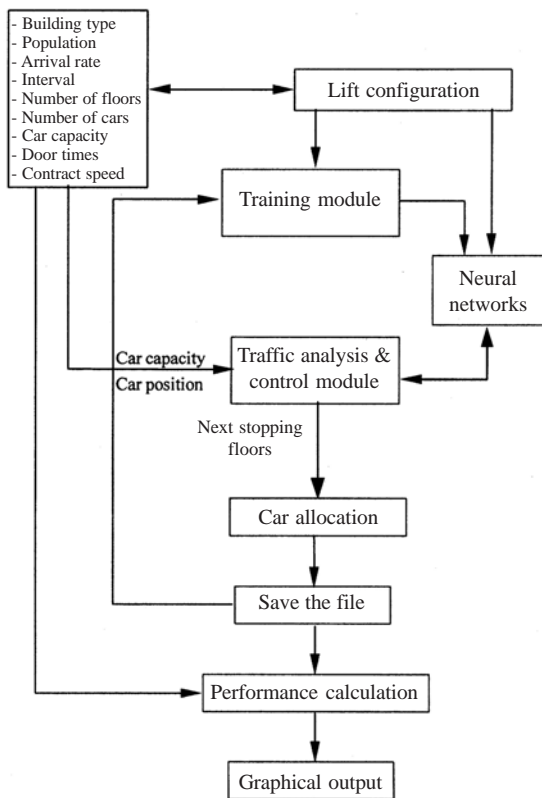 - Building type
- Population
- Arrival rate
- Interval
- Number of floors
- Number of cars
- Car capacity
- Door times
- Contract speed
Lift configuration
Training module
Neural
networks
Car capacity
Car position
Traffic analysis &
control module
Next stopping
floors
Car allocation
Save the file
Performance calculation
Graphical output